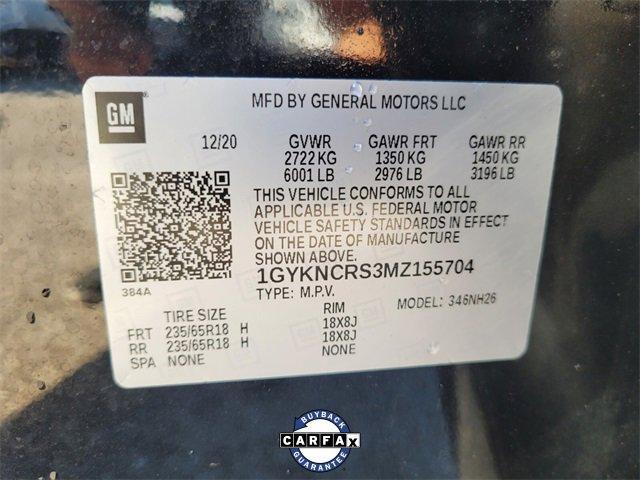 GM
MFD BY GENERAL MOTORS LLC
12/20 GVWR GAWR FRT GAWR RR
2722 KG 1350 KG 1450 KG
6001 LB 2976 LB 3196 LB
THIS VEHICLE CONFORMS TO ALL
APPLICABLE U.S. FEDERAL MOTOR
VEHICLE SAFETY STANDARDS IN EFFECT
ON THE DATE OF MANUFACTURE
SHOWN ABOVE.
384A
1GYKNCRS3MZ155704
TYPE: M.P.V. MODEL: 346NH26
TIRE SIZE RIM
FRT 235/65R18 H 18X8J
RR 235/65R18 H 18X8J
SPA NONE NONE
BUYBACK
CARFAX
GUARANTEE